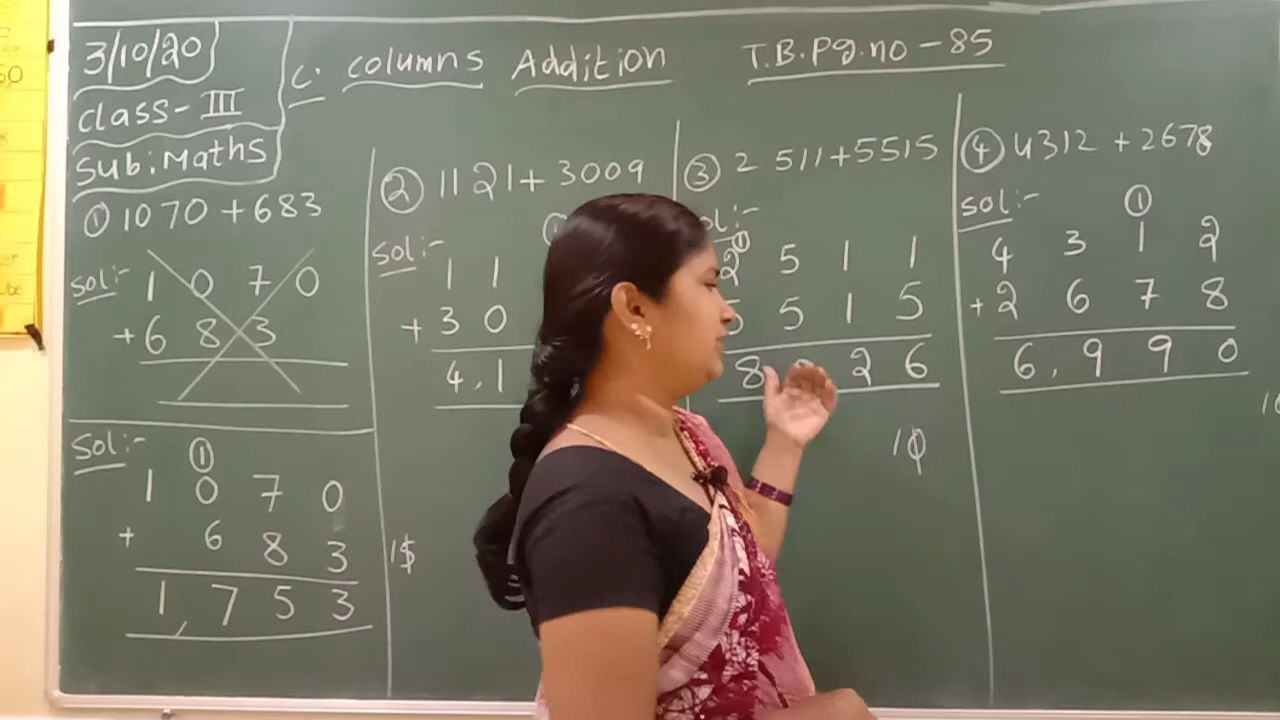 3/10/20
class - III
Sub: Maths
C. columns Addition T.B.Pg.no - 85
① 1070 + 683
sol:-
1 0 7 0
+ 6 8 3
sol:-
①
1 0 7 0
+ 6 8 3
1,7 5 3
② 1121 + 3009
sol:-
1 1
+ 3 0
4,1
③ 2511 + 5515
①
2 5 1 1
5 5 1 5
8 2 6
④ 4312 + 2678
sol:-
①
4 3 1 2
+ 2 6 7 8
6, 9 9 0